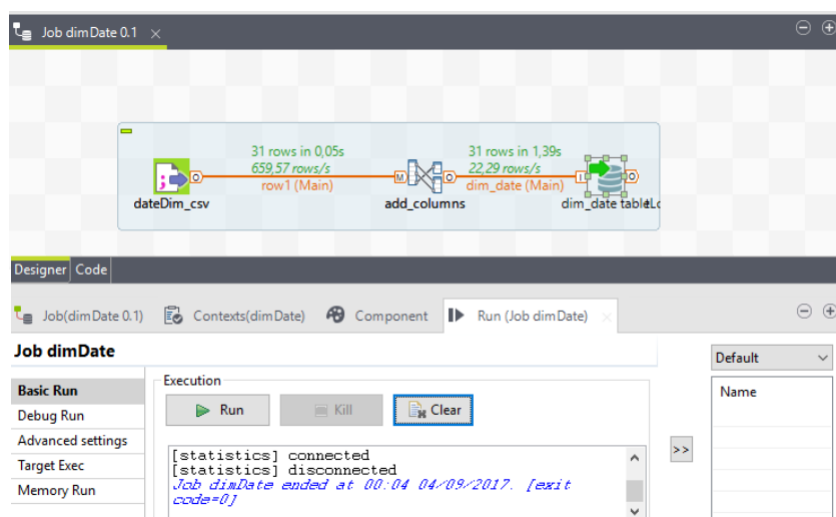 Job dimDate 0.1
31 rows in 0,05s
659,57 rows/s
row1 (Main)
31 rows in 1,39s
22,29 rows/s
dim_date (Main)
dateDim_csv
add_columns
dim_date table
Designer Code
Job(dimDate 0.1) Contexts(dimDate) Component Run (Job dimDate)
Job dimDate
Default
Basic Run
Debug Run
Advanced settings
Target Exec
Memory Run
Execution
Run Kill Clear
Name
[statistics] connected
[statistics] disconnected
Job dimDate ended at 00:04 04/09/2017. [exit
code=0]
>>